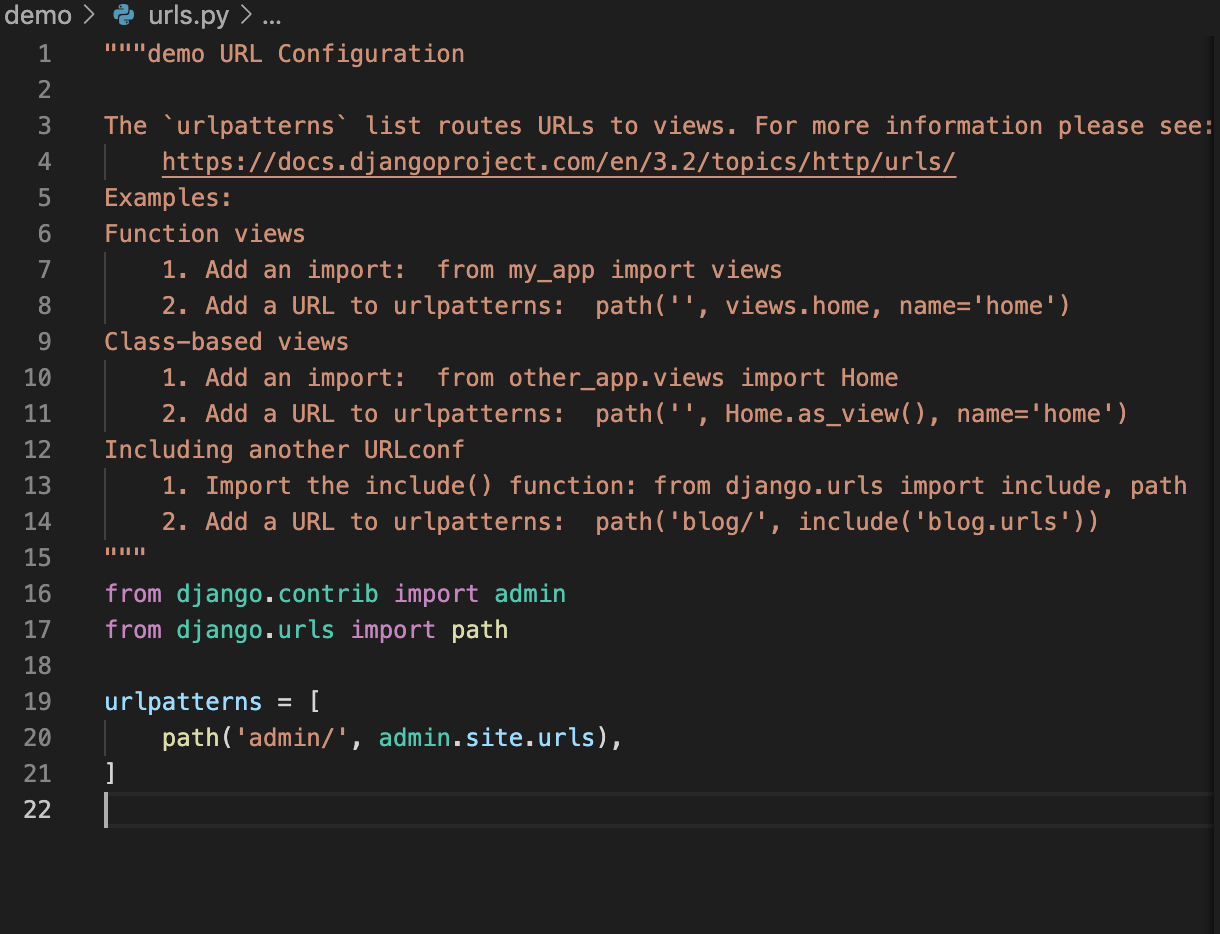 demo > urls.py > ...
1 """demo URL Configuration
2
3 The `urlpatterns` list routes URLs to views. For more information please see:
4     https://docs.djangoproject.com/en/3.2/topics/http/urls/
5 Examples:
6 Function views
7     1. Add an import:  from my_app import views
8     2. Add a URL to urlpatterns:  path('', views.home, name='home')
9 Class-based views
10     1. Add an import:  from other_app.views import Home
11     2. Add a URL to urlpatterns:  path('', Home.as_view(), name='home')
12 Including another URLconf
13     1. Import the include() function: from django.urls import include, path
14     2. Add a URL to urlpatterns:  path('blog/', include('blog.urls'))
15 """
16 from django.contrib import admin
17 from django.urls import path
18
19 urlpatterns = [
20     path('admin/', admin.site.urls),
21 ]
22